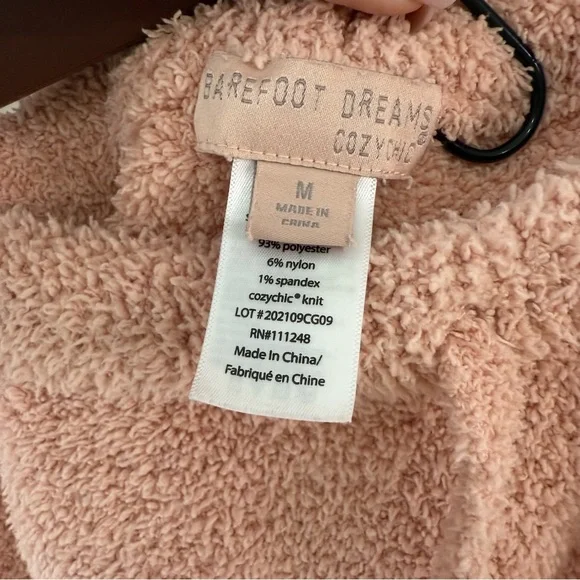 BAREFOOT DREAMS®
COZYCHIC®
M
MADE IN
CHINA
93% polyester
6% nylon
1% spandex
cozychic® knit
LOT#202109CG09
RN#111248
Made In China/
Fabriqué en Chine